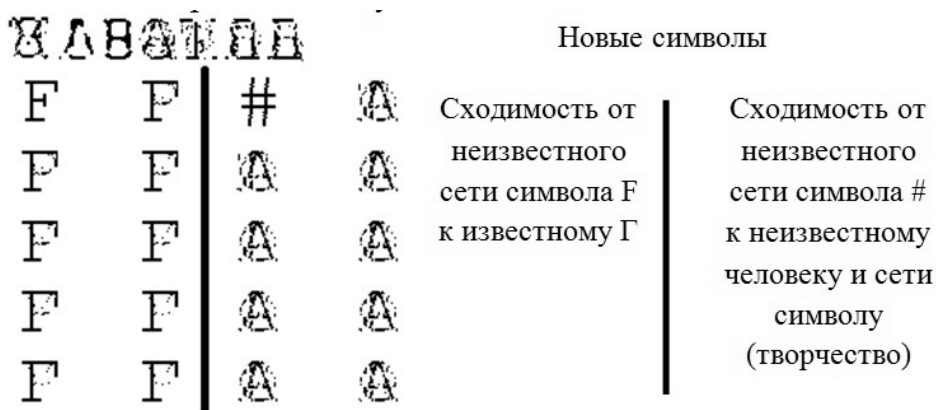 Новые символы
F P # A
P F A A
F F A A
F F A A
F F A A
Сходимость от
неизвестного
сети символа F
к известному Г
Сходимость от
неизвестного
сети символа #
к неизвестному
человеку и сети
символу
(творчество)